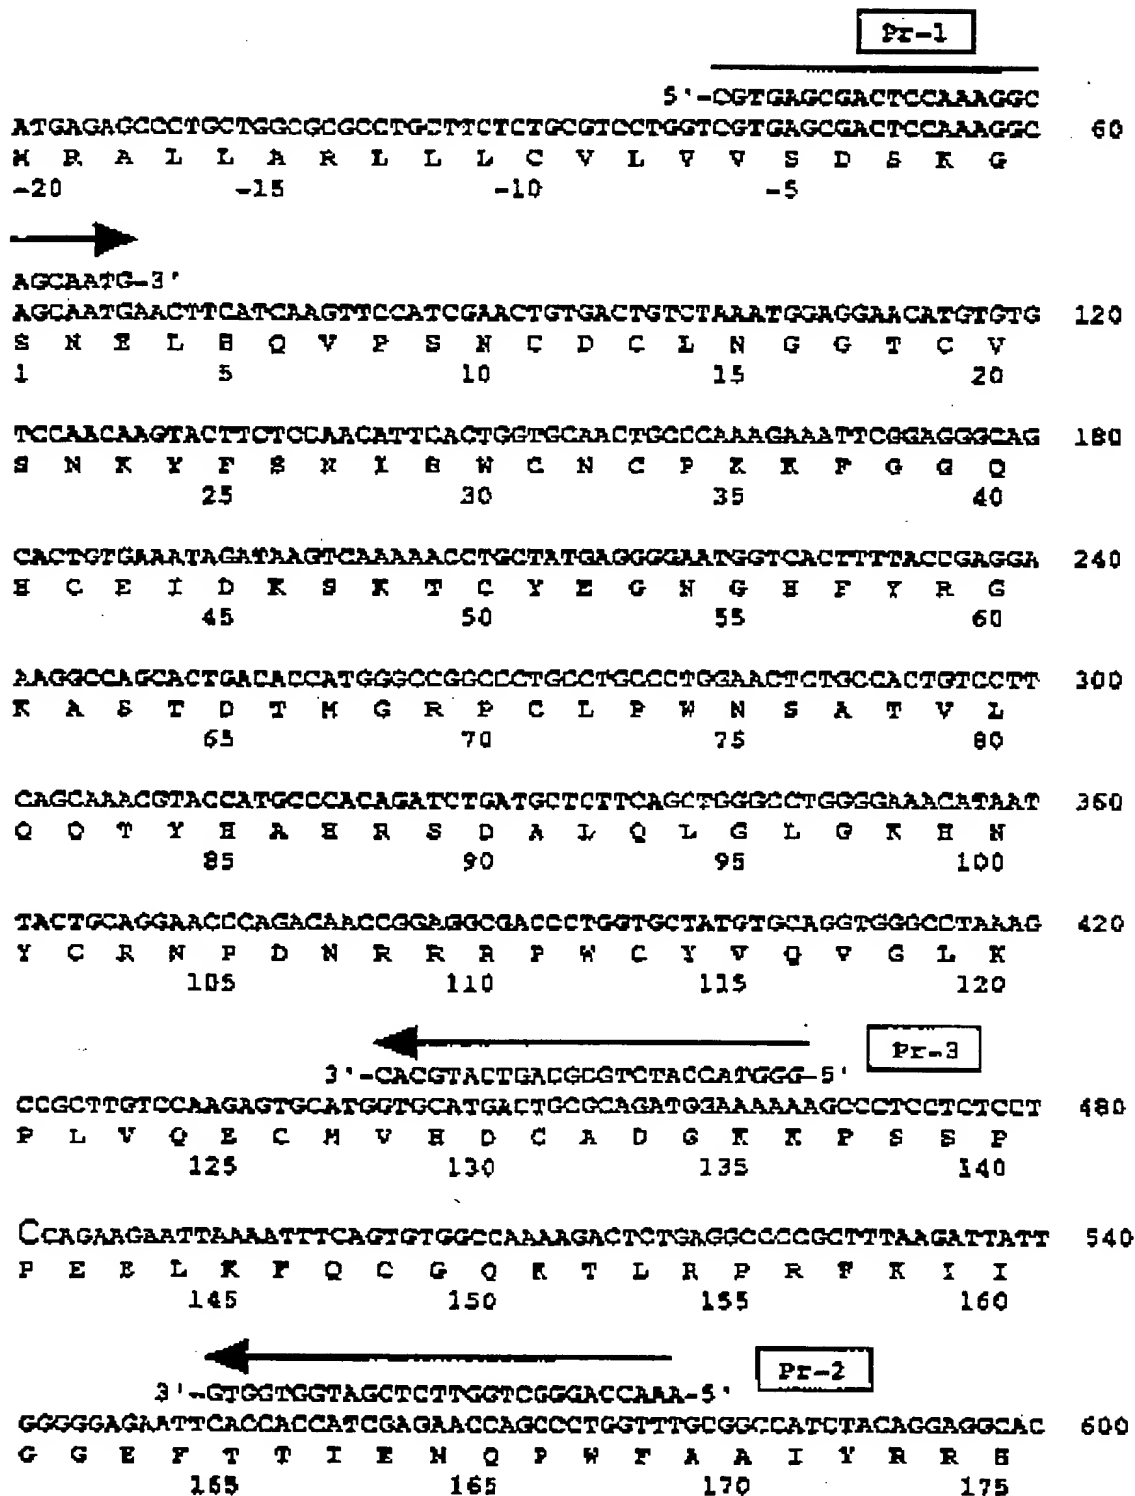 Pr-1
5'-CGTGAGCGACTCCAAAGGC
ATGAGAGCCCTGCTGGCGCGCCTGCTTCTCTGCGTCCTGGTCGTGAGCGACTCCAAAGGC 60
M R A L L A R L L L C V L V V S D S K G
-20 -15 -10 -5
AGCAATG-3'
AGCAATGAACTTCATCAAGTTCCATCGAACTGTGACTGTCTAAATGGAGGAACATGTGTG 120
S N E L H Q V P S N C D C L N G G T C V
1 5 10 15 20
TCCAACAAGTACTTCTCCAACATTCACTGGTGCAACTGCCCAAAGAAATTCGGAGGGCAG 180
S N K Y F S N I H W C N C P K K F G G Q
25 30 35 40
CACTGTGAAATAGATAAGTCAAAAACCTGCTATGAGGGGAATGGTCACTTTTACCGAGGA 240
H C E I D K S K T C Y E G N G H F Y R G
45 50 55 60
AAGGCCAGCACTGACACCATGGGCCGGCCCTGCCTGCCCTGGAACTCTGCCACTGTCCTT 300
K A S T D T M G R P C L P W N S A T V L
65 70 75 80
CAGCAAACGTACCATGCCCACAGATCTGATGCTCTTCAGCTGGGCCTGGGGAAACATAAT 360
Q Q T Y H A H R S D A L Q L G L G K H N
85 90 95 100
TACTGCAGGAACCCAGACAACCGGAGGCGACCCTGGTGCTATGTGCAGGTGGGCCTAAAG 420
Y C R N P D N R R R P W C Y V Q V G L K
105 110 115 120
Pr-3
3'-CACGTACTGACGCGTCTACCATGGG-5'
CCGCTTGTCCAAGAGTGCATGGTGCATGACTGCGCAGATGGAAAAAAGCCCTCCTCTCCT 480
P L V Q E C M V H D C A D G K K P S S P
125 130 135 140
CCAGAAGAATTAAAATTTCAGTGTGGCCAAAAGACTCTGAGGCCCCGCTTTAAGATTATT 540
P E E L K F Q C G Q K T L R P R F K I I
145 150 155 160
Pr-2
3'-GTGGTGGTAGCTCTTGGTCGGGACCAAA-5'
GGGGGAGAATTCACCACCATCGAGAACCAGCCCTGGTTTGCGGCCATCTACAGGAGGCAC 600
G G E F T T I E N Q P W F A A I Y R R H
165 165 170 175